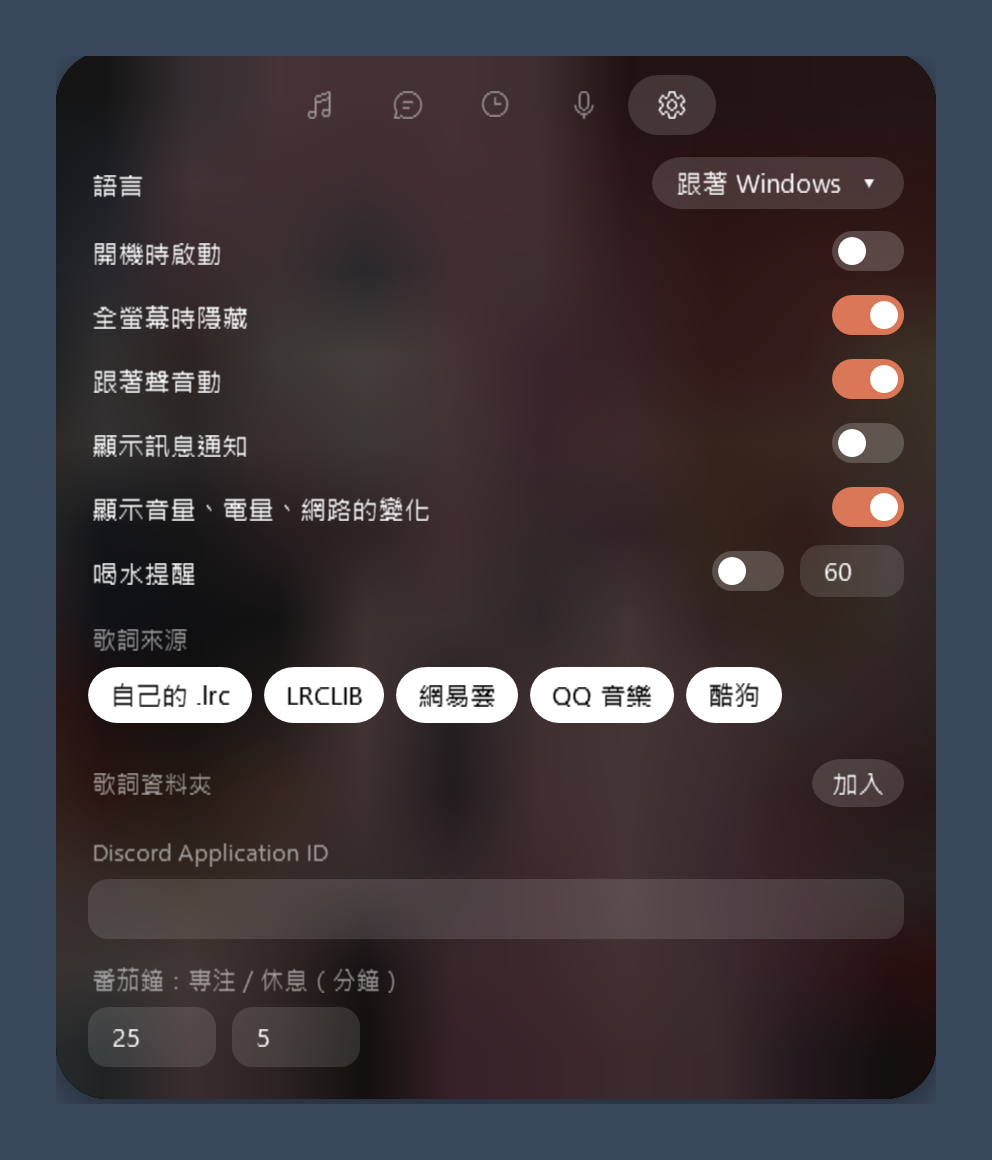 語言
跟著 Windows
開機時啟動
全螢幕時隱藏
跟著聲音動
顯示訊息通知
顯示音量、電量、網路的變化
喝水提醒
60
歌詞來源
自己的 .lrc
LRCLIB
網易雲
QQ 音樂
酷狗
歌詞資料夾
加入
Discord Application ID
番茄鐘：專注 / 休息（分鐘）
25
5